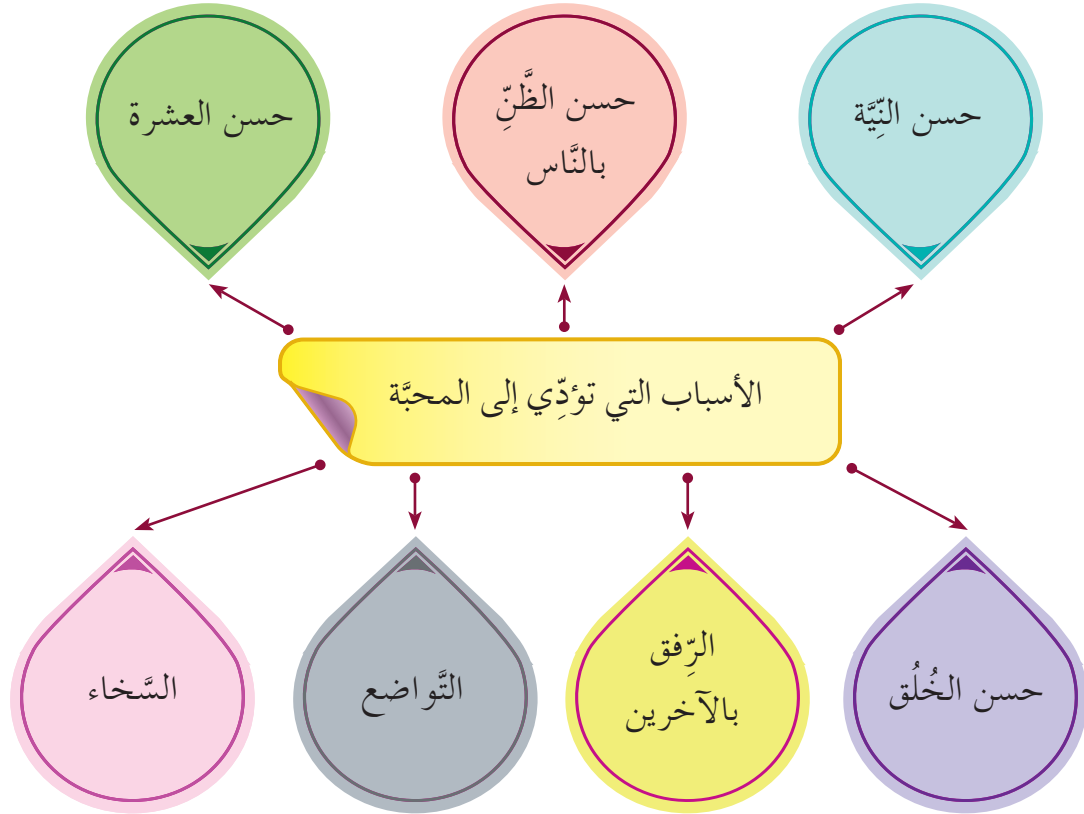 حسن النِّيَّة
حسن الظَّنِّ
بالنَّاس
حسن العشرة
الأسباب التي تؤدِّي إلى المحبَّة
حسن الخُلُق
الرِّفق
بالآخرين
التَّواضع
السَّخاء